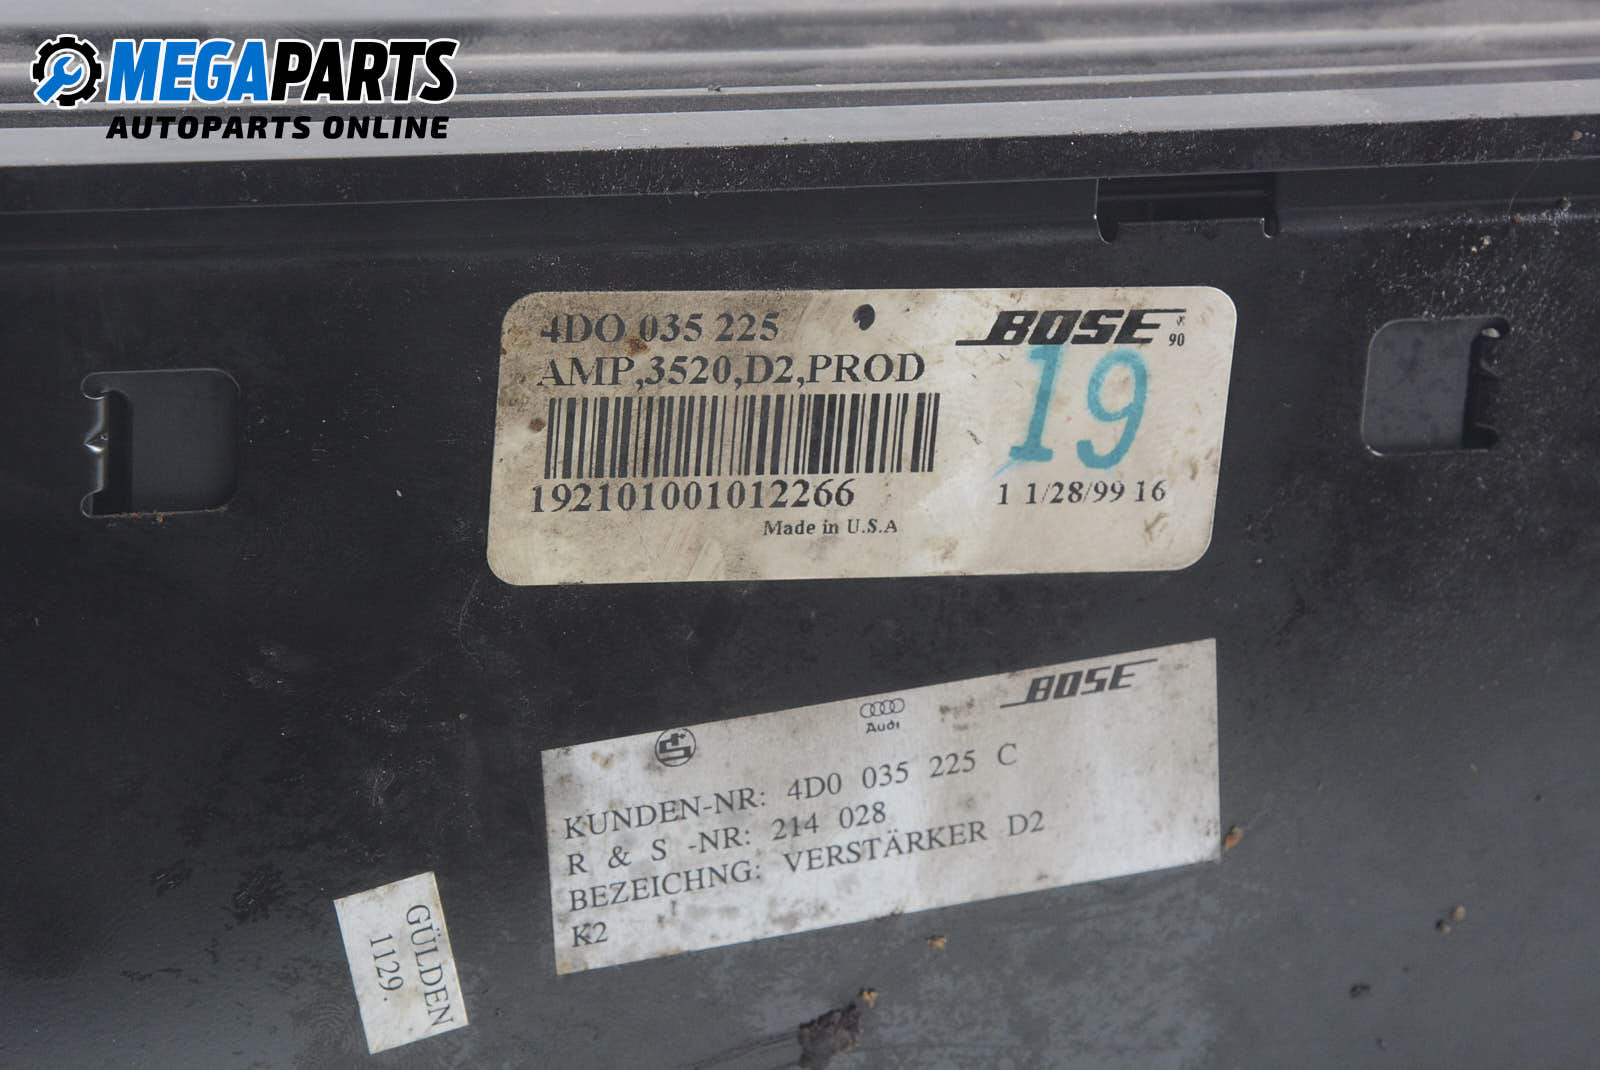 MEGAPARTS
AUTOPARTS ONLINE
4DO 035 225
BOSE
90
AMP,3520,D2,PROD
19
192101001012266
1 1/28/99 16
Made in U.S.A
BOSE
Audi
KUNDEN-NR: 4D0 035 225 C
R & S -NR: 214 028
BEZEICHNG: VERSTÄRKER D2
K2
GÜLDEN
1129.